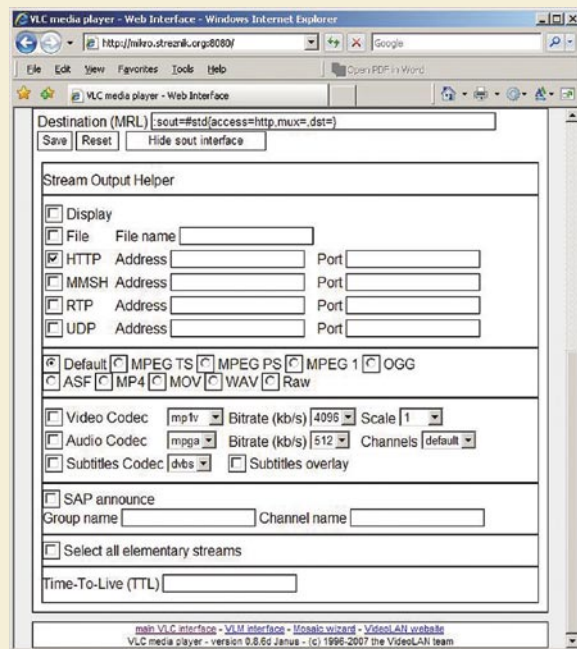 VLC media player - Web Interface - Windows Internet Explorer
http://mikro.streznik.org:8080/
Google
File Edit View Favorites Tools Help
Open PDF in Word
VLC media player - Web Interface
Destination (MRL) :sout=#std{access=http,mux=,dst=}
Save Reset Hide sout interface
Stream Output Helper
Display
File File name
HTTP Address Port
MMSH Address Port
RTP Address Port
UDP Address Port
Default MPEG TS MPEG PS MPEG 1 OGG
ASF MP4 MOV WAV Raw
Video Codec mp1v Bitrate (kb/s) 4096 Scale 1
Audio Codec mpga Bitrate (kb/s) 512 Channels default
Subtitles Codec dvbs Subtitles overlay
SAP announce
Group name Channel name
Select all elementary streams
Time-To-Live (TTL)
main VLC interface - VLM interface - Mosaic wizard - VideoLAN website
VLC media player - version 0.8.6d Janus - (c) 1996-2007 the VideoLAN team